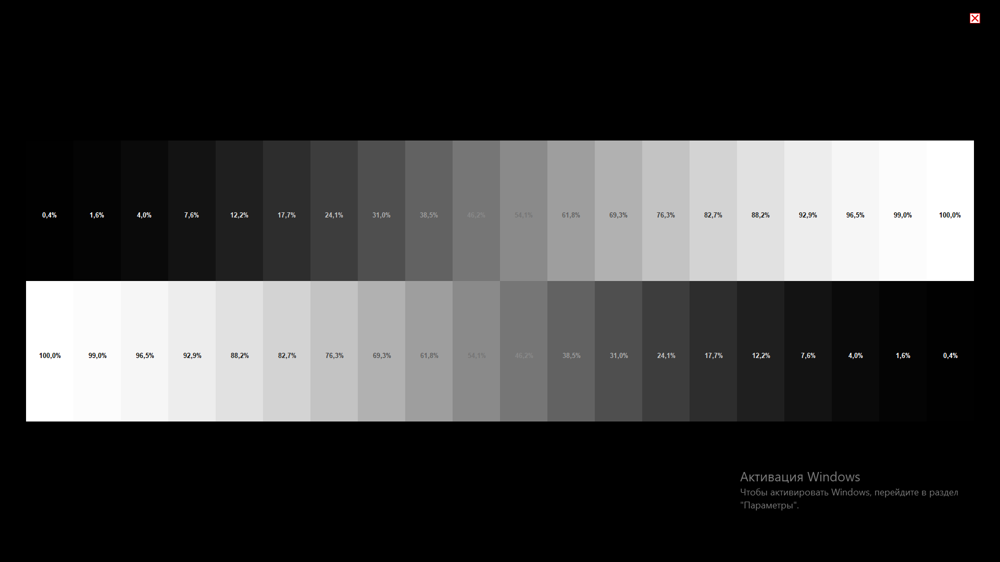 0,4% 1,6% 4,0% 7,6% 12,2% 17,7% 24,1% 31,0% 38,5% 46,2% 54,1% 61,8% 69,3% 76,3% 82,7% 88,2% 92,9% 96,5% 99,0% 100,0%
100,0% 99,0% 96,5% 92,9% 88,2% 82,7% 76,3% 69,3% 61,8% 54,1% 46,2% 38,5% 31,0% 24,1% 17,7% 12,2% 7,6% 4,0% 1,6% 0,4%
Активация Windows
Чтобы активировать Windows, перейдите в раздел
"Параметры".